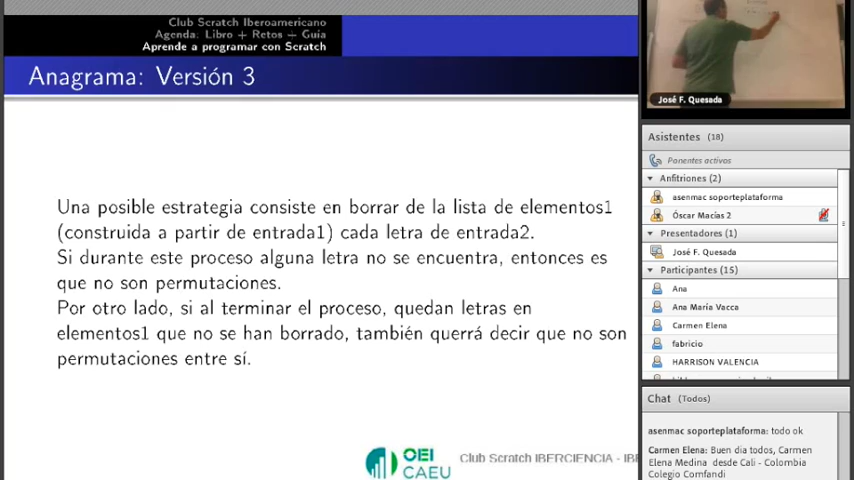 Club Scratch Iberoamericano
Agenda: Libro + Retos + Guía
Aprende a programar con Scratch
Anagrama: Versión 3
Una posible estrategia consiste en borrar de la lista de elementos1
(construida a partir de entrada1) cada letra de entrada2.
Si durante este proceso alguna letra no se encuentra, entonces es
que no son permutaciones.
Por otro lado, si al terminar el proceso, quedan letras en
elementos1 que no se han borrado, también querrá decir que no son
permutaciones entre sí.
OEI
CAEU
Club Scratch IBERCIENCIA - IBE
José F. Quesada
Asistentes (18)
Ponentes activos
Anfitriones (2)
asenmac soporteplataforma
Óscar Macías 2
Presentadores (1)
José F. Quesada
Participantes (15)
Ana
Ana María Vacca
Carmen Elena
fabricio
HARRISON VALENCIA
Chat (Todos)
asenmac soporteplataforma: todo ok
Carmen Elena: Buen dia todos, Carmen
Elena Medina desde Cali - Colombia
Colegio Comfandi